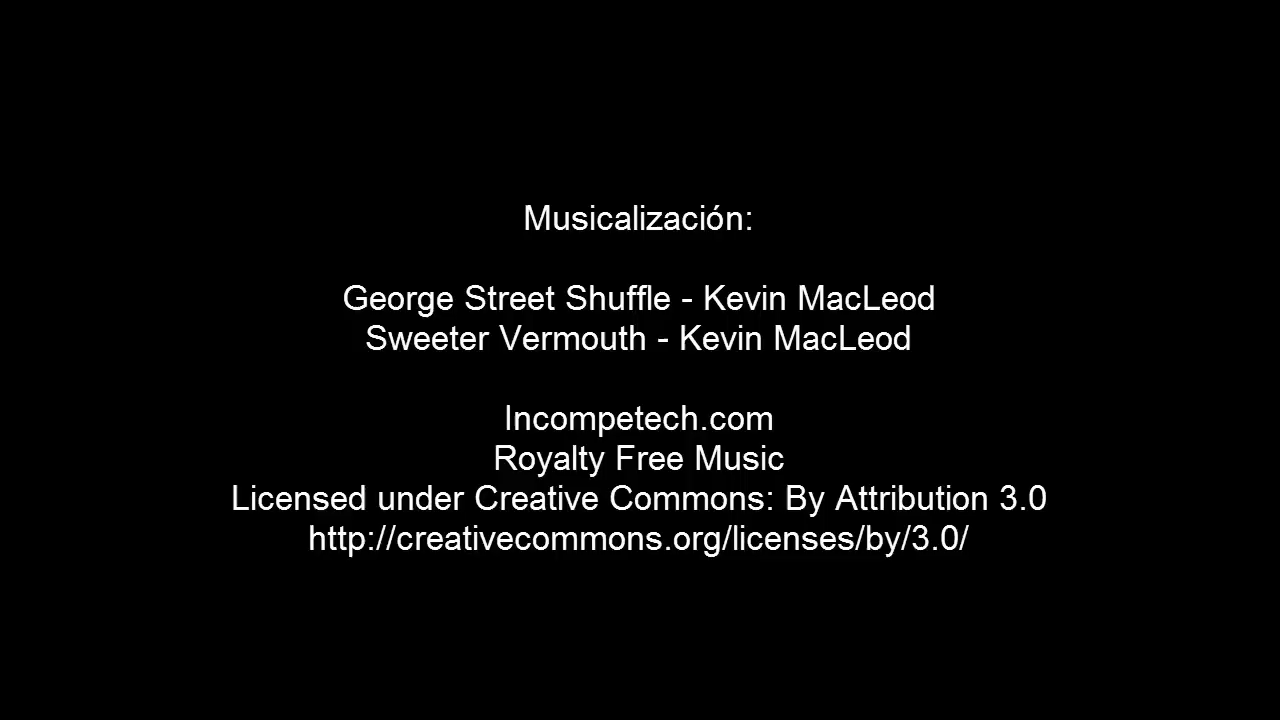 Musicalización:
George Street Shuffle - Kevin MacLeod
Sweeter Vermouth - Kevin MacLeod
Incompetech.com
Royalty Free Music
Licensed under Creative Commons: By Attribution 3.0
http://creativecommons.org/licenses/by/3.0/